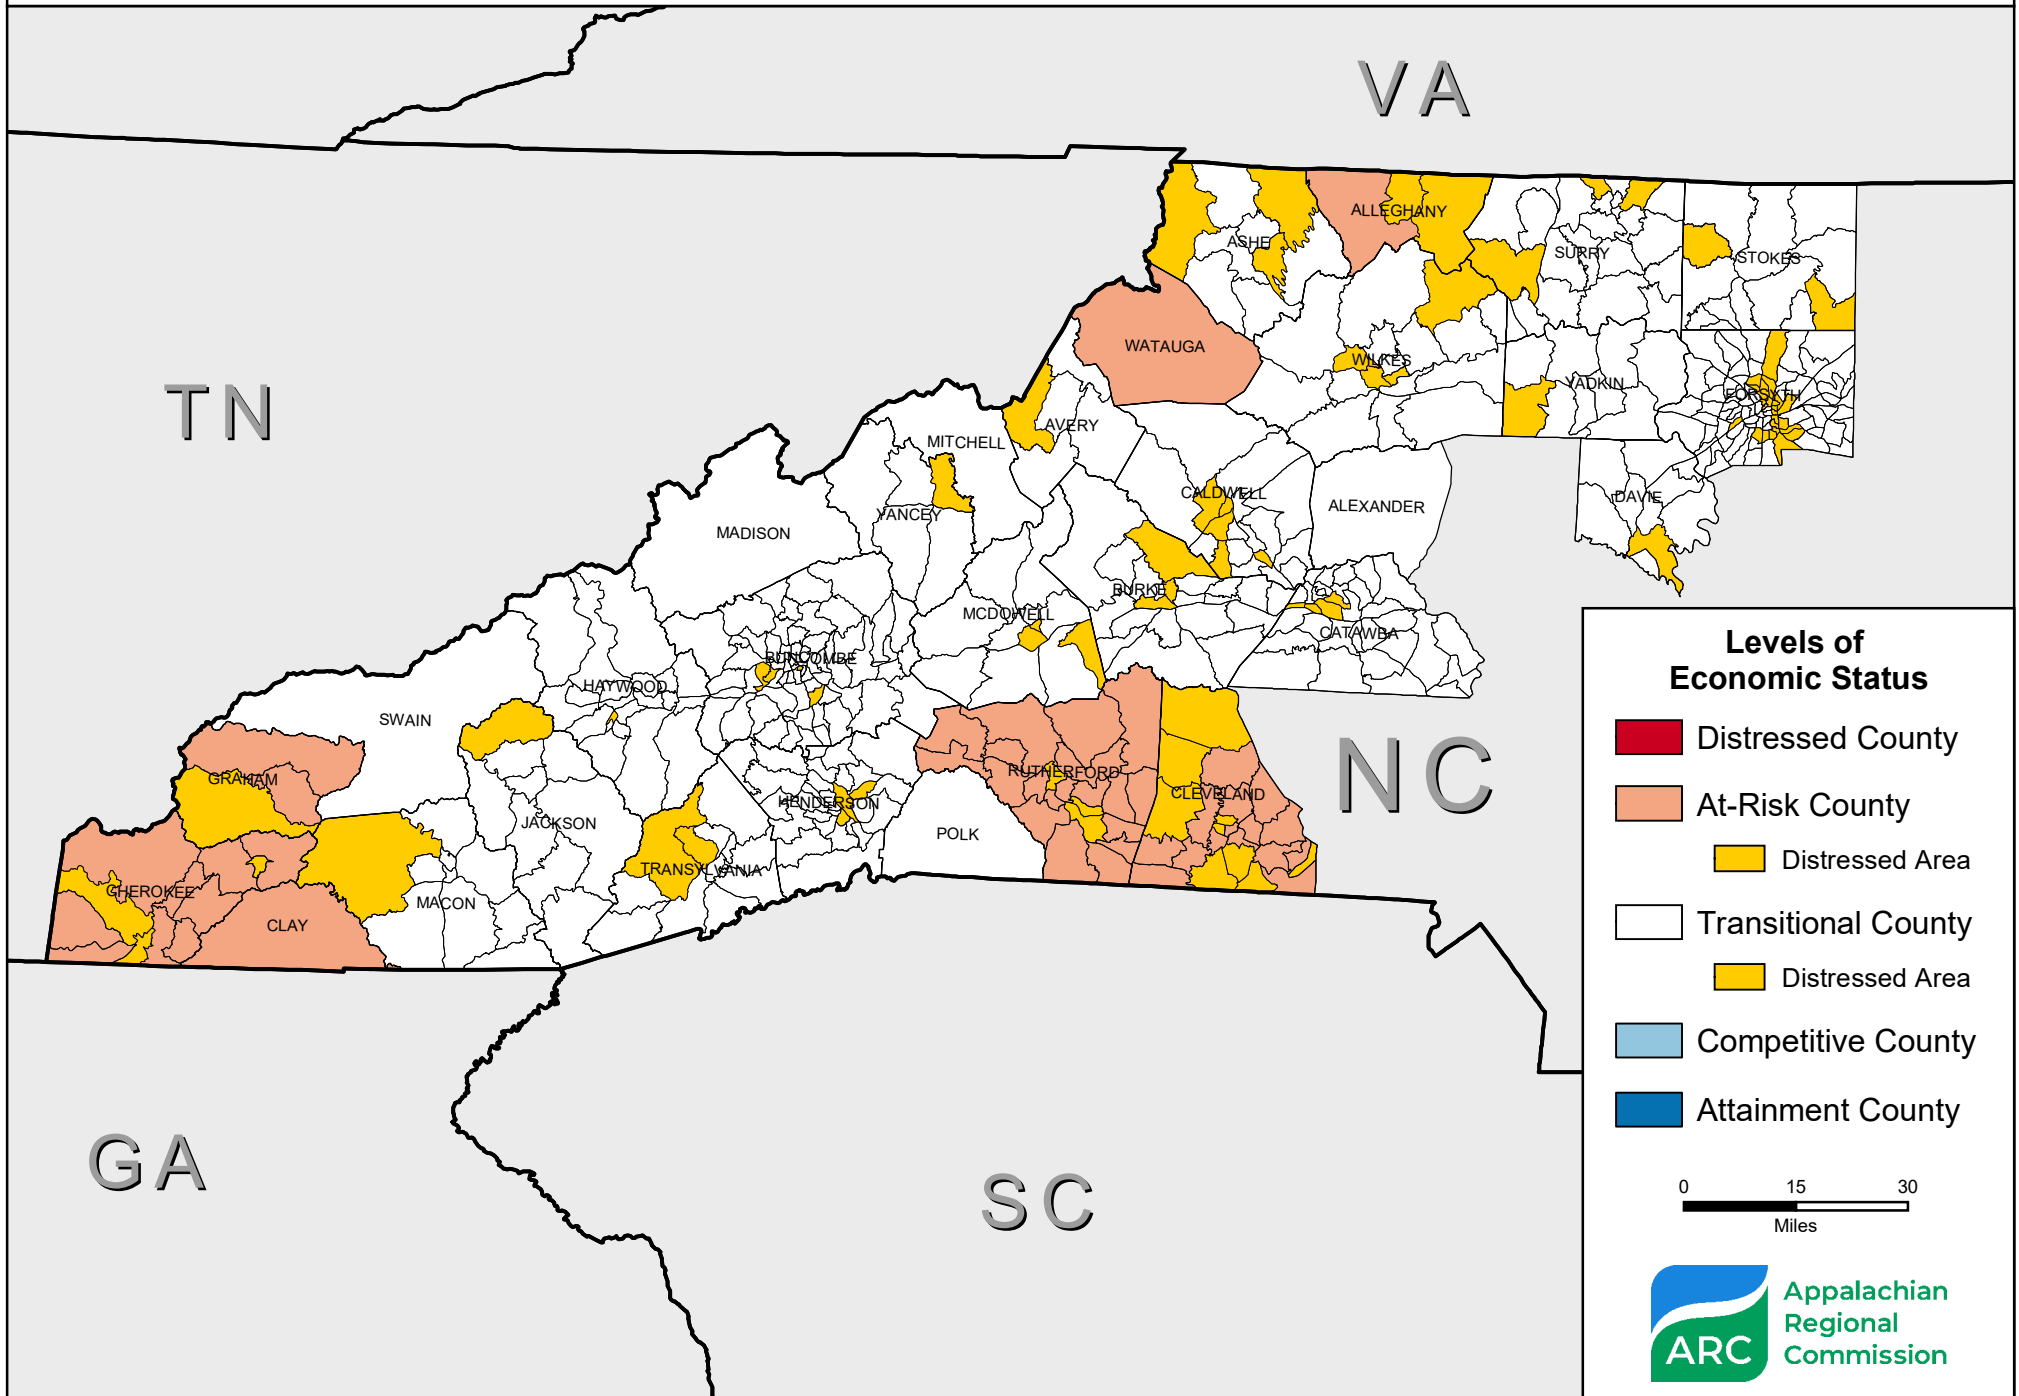 VA
TN
NC
GA
SC
ALLEGHANY
ASHE
SURRY
STOKES
WATAUGA
WILKES
YADKIN
FORSYTH
AVERY
MITCHELL
CALDWELL
ALEXANDER
DAVIE
YANCEY
MADISON
BURKE
MCDOWELL
CATAWBA
BUNCOMBE
HAYWOOD
SWAIN
GRAHAM
RUTHERFORD
CLEVELAND
HENDERSON
JACKSON
POLK
TRANSYLVANIA
CHEROKEE
MACON
CLAY
Levels of
Economic Status
Distressed County
At-Risk County
Distressed Area
Transitional County
Distressed Area
Competitive County
Attainment County
0 15 30
Miles
ARC
Appalachian
Regional
Commission